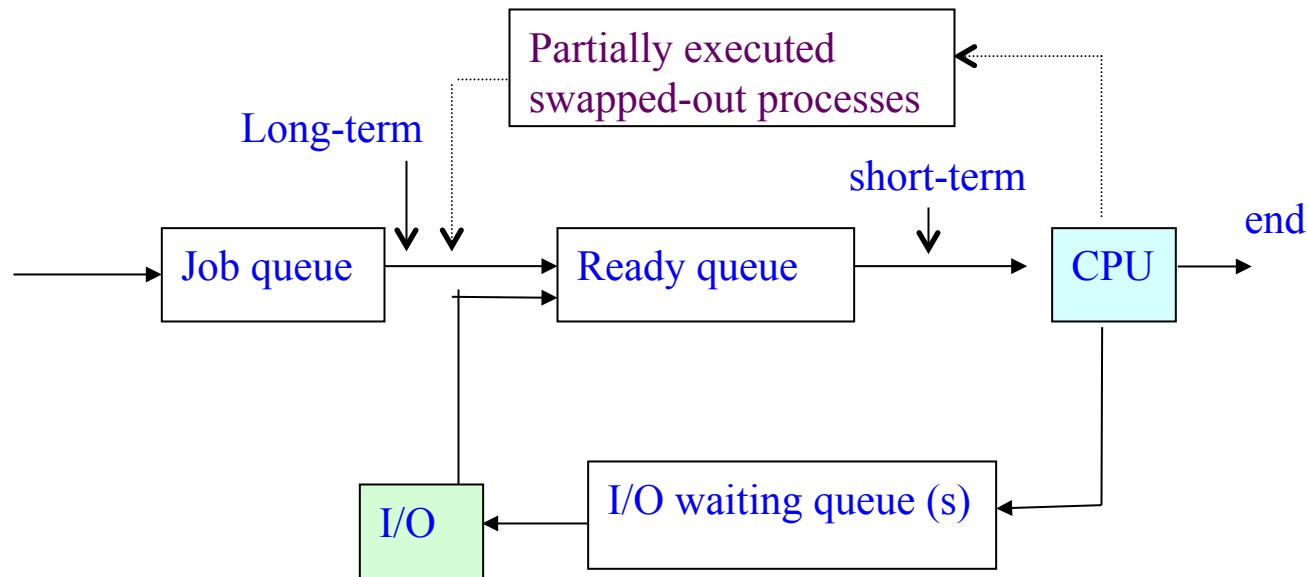 Partially executed
swapped-out processes
Long-term
short-term
end
Job queue
Ready queue
CPU
I/O waiting queue (s)
I/O